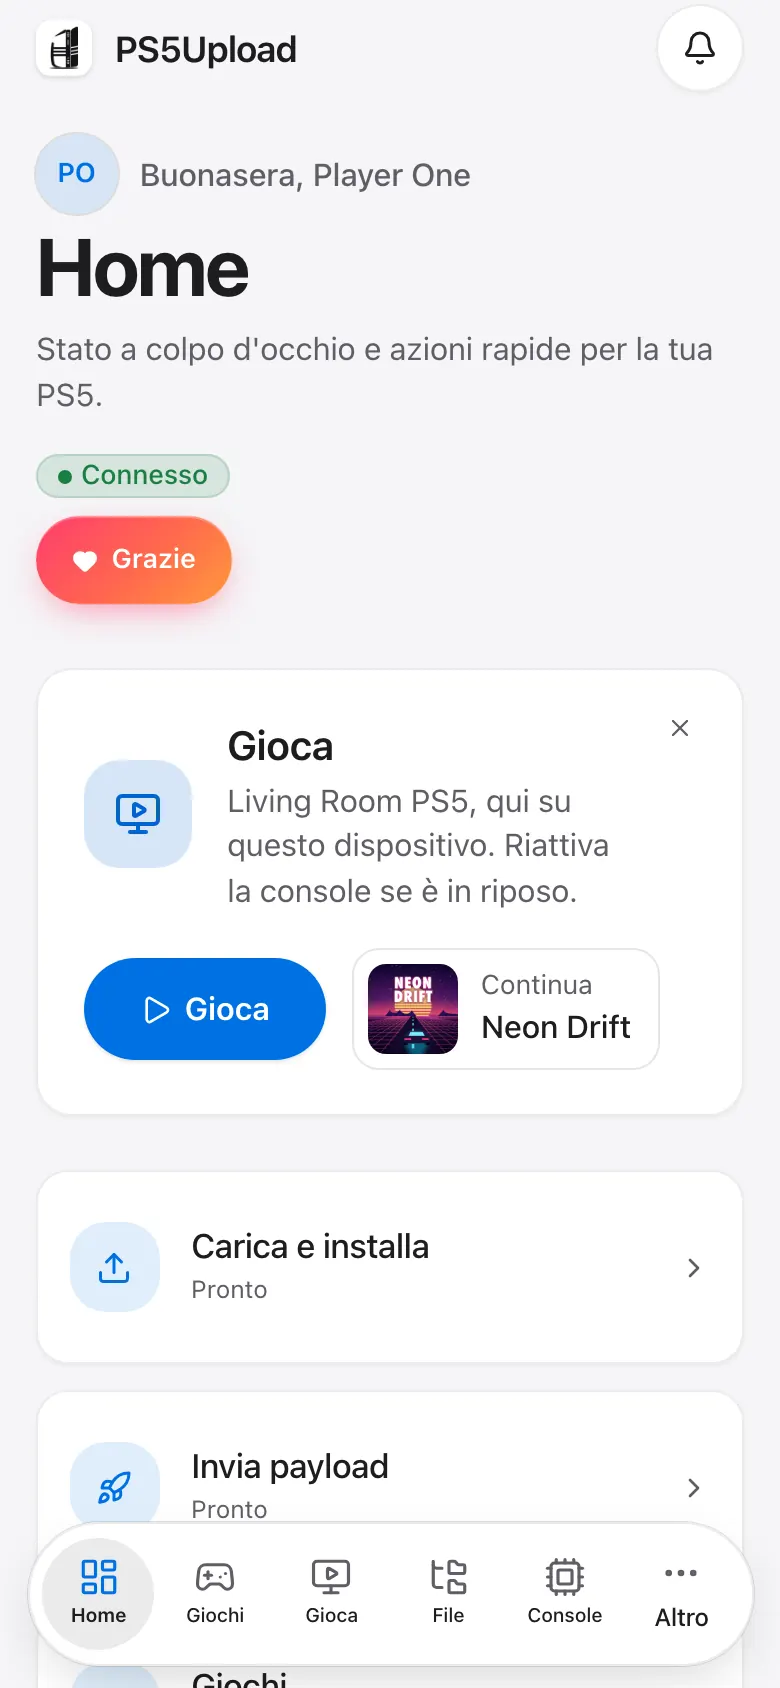 PS5Upload
PO
Buonasera, Player One
Home
Stato a colpo d'occhio e azioni rapide per la tua
PS5.
Connesso
Grazie
Gioca
Living Room PS5, qui su
questo dispositivo. Riattiva
la console se è in riposo.
Gioca
NEON
DRIFT
Continua
Neon Drift
Carica e installa
Pronto
Invia payload
Pronto
Home
Giochi
Gioca
File
Console
Altro
Giochi